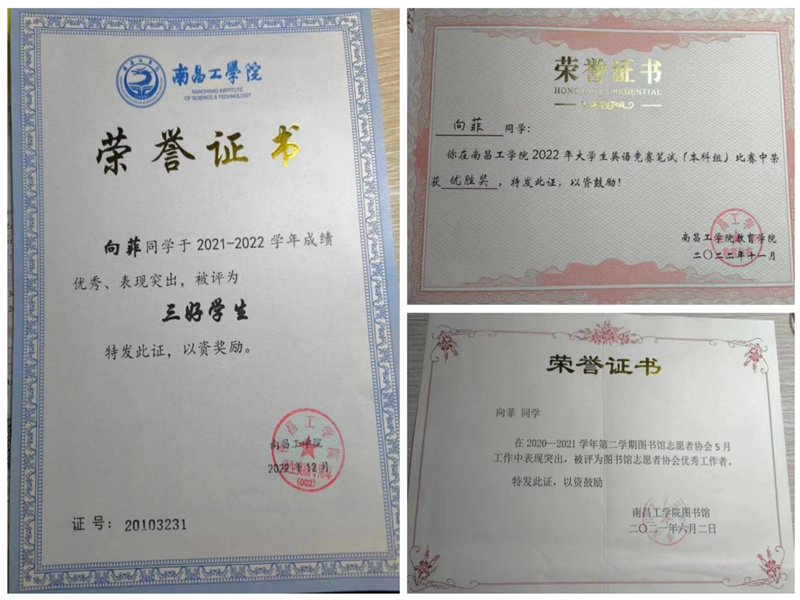 南昌工學院
NANCHANG INSTITUTE
OF SCIENCE & TECHNOLOGY
荣誉证书
向菲同学于2021-2022学年成绩
优秀、表现突出，被评为
三好学生
特发此证，以资奖励。
南昌工学院
2022年12月
(002)
证号：20103231
荣誉证书
HONORARY CREDENTIAL
向菲 同学：
你在南昌工学院2022年大学生英语竞赛笔试（本科组）比赛中荣
获 优胜奖 ，特发此证，以资鼓励！
南昌工学院教育学院
二〇二二年十一月
荣誉证书
向菲 同学
在2020—2021学年第二学期图书馆志愿者协会5月
工作中表现突出，被评为图书馆志愿者协会优秀工作者。
特发此证，以资鼓励
南昌工学院图书馆
二〇二一年六月二日